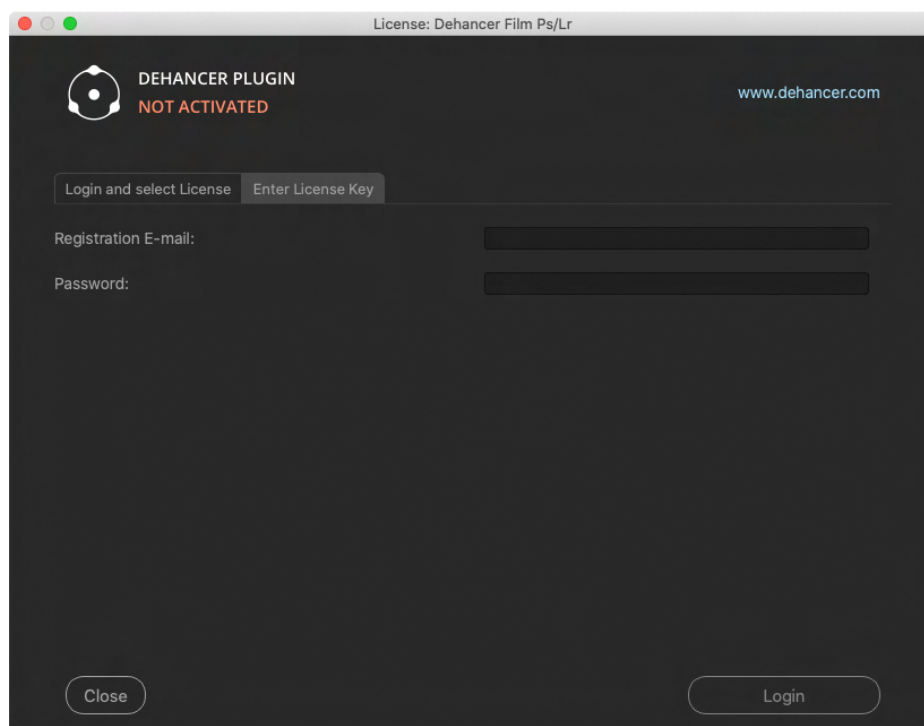 License: Dehancer Film Ps/Lr
DEHANCER PLUGIN
NOT ACTIVATED
www.dehancer.com
Login and select License
Enter License Key
Registration E-mail:
Password:
Close
Login